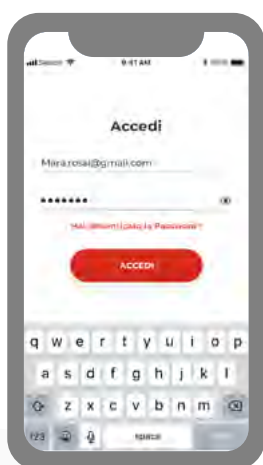 9:41 AM
Accedi
Mara.rossi@gmail.com
Hai dimenticato la Password?
ACCEDI
q w e r t y u i o p
a s d f g h j k l
z x c v b n m
123 space